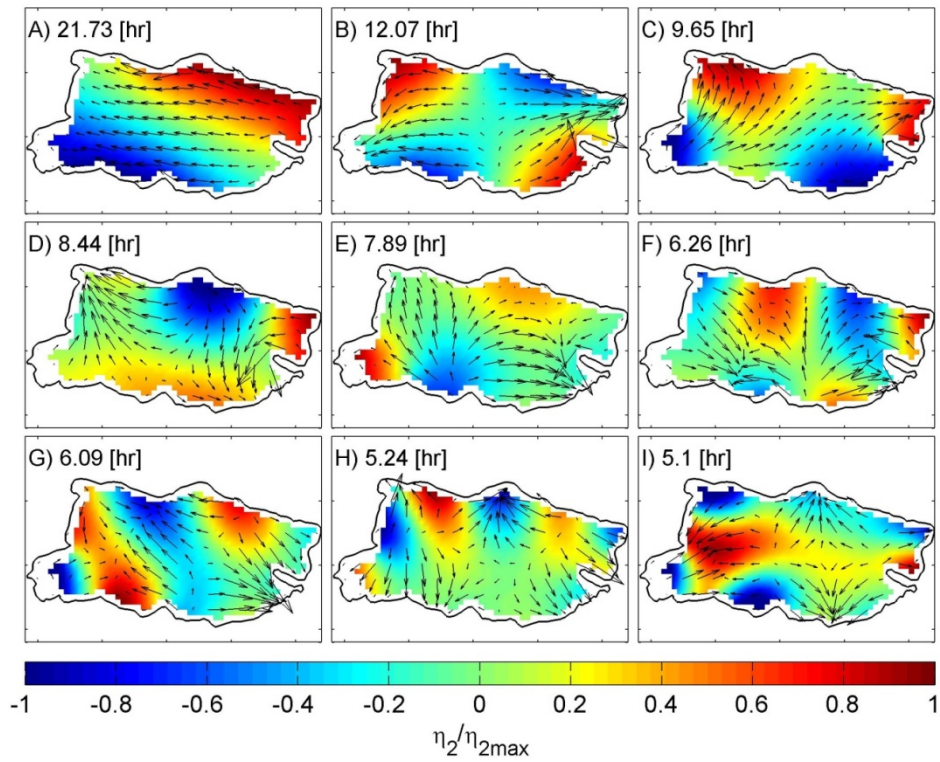 A) 21.73 [hr] B) 12.07 [hr] C) 9.65 [hr]
D) 8.44 [hr] E) 7.89 [hr] F) 6.26 [hr]
G) 6.09 [hr] H) 5.24 [hr] I) 5.1 [hr]
-1 -0.8 -0.6 -0.4 -0.2 0 0.2 0.4 0.6 0.8 1
η2/η2max